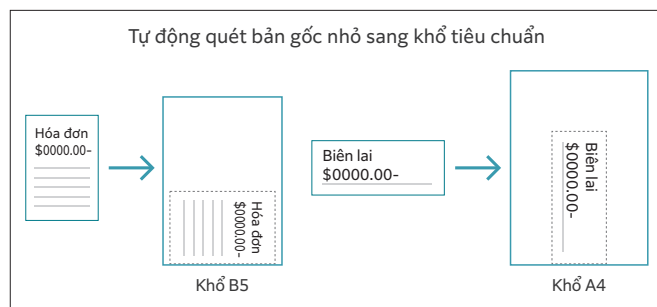 Tự động quét bản gốc nhỏ sang khổ tiêu chuẩn
Hóa đơn
$0000.00-
Hóa đơn
$0000.00-
Khổ B5
Biên lai
$0000.00-
Biên lai
$0000.00-
Khổ A4